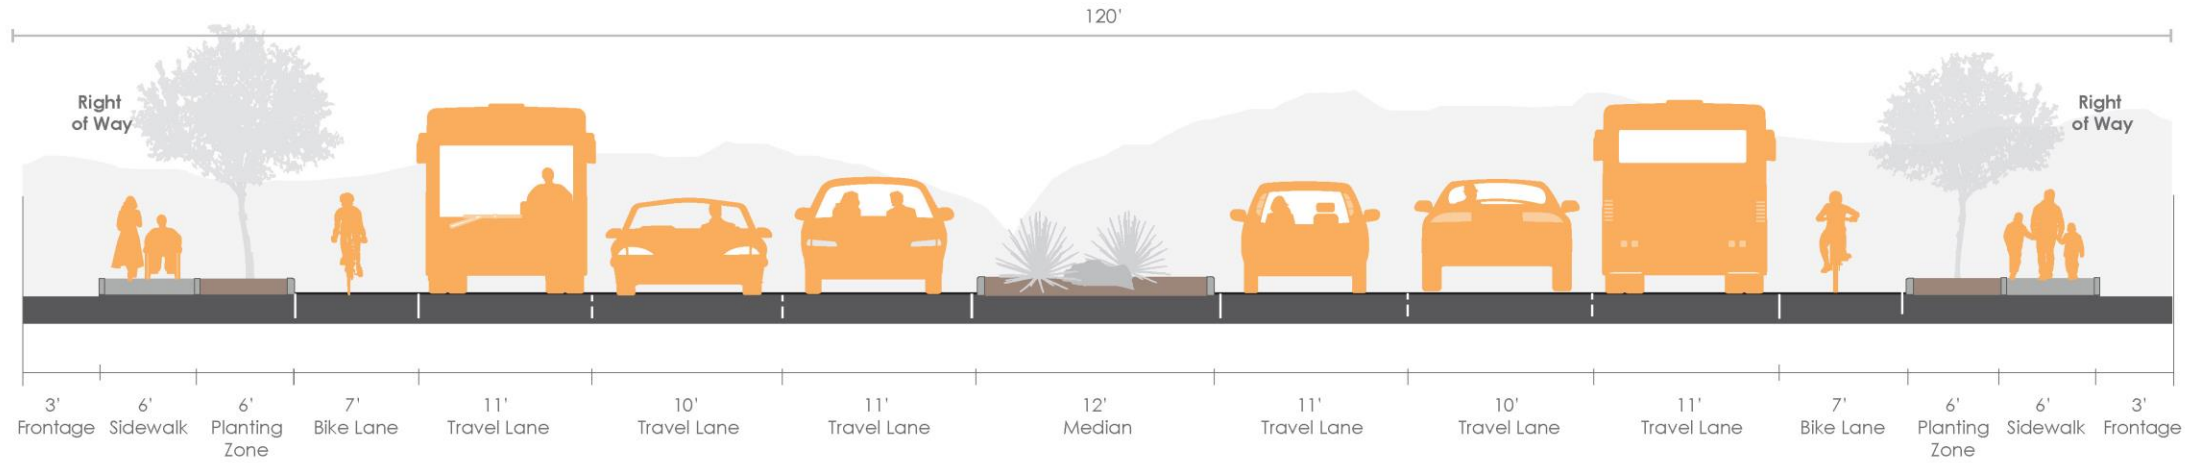 120'
Right
of Way
Right
of Way
3'
Frontage
6'
Sidewalk
6'
Planting
Zone
7'
Bike Lane
11'
Travel Lane
10'
Travel Lane
11'
Travel Lane
12'
Median
11'
Travel Lane
10'
Travel Lane
11'
Travel Lane
7'
Bike Lane
6'
Planting
Zone
6'
Sidewalk
3'
Frontage